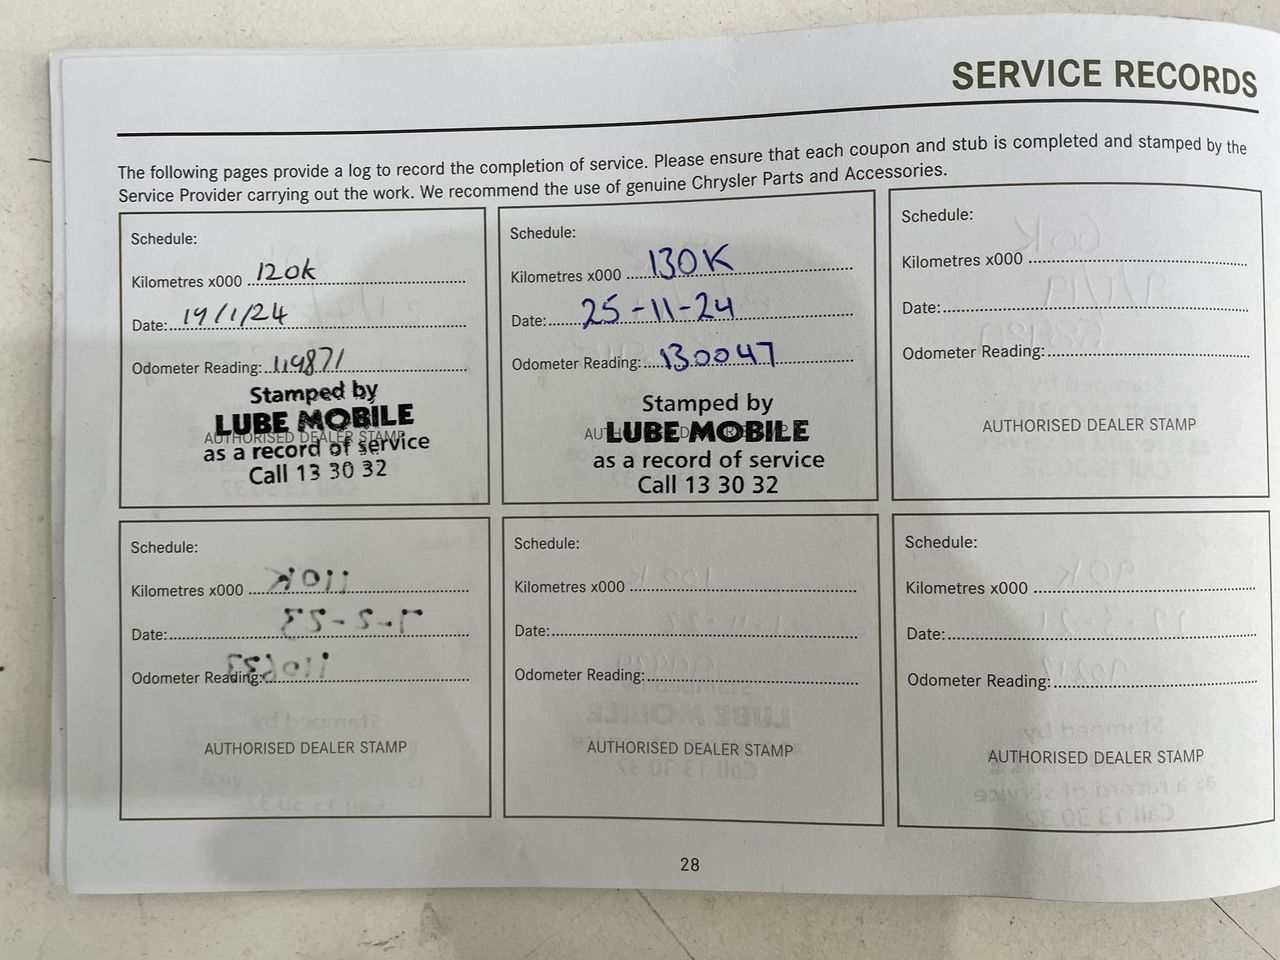 SERVICE RECORDS
The following pages provide a log to record the completion of service. Please ensure that each coupon and stub is completed and stamped by the
Service Provider carrying out the work. We recommend the use of genuine Chrysler Parts and Accessories.
Schedule:
Kilometres x000 120k
Date: 19/1/24
Odometer Reading: 119871
AUTHORISED DEALER STAMP
Stamped by
LUBE MOBILE
as a record of service
Call 13 30 32
Schedule:
Kilometres x000 130K
Date: 25-11-24
Odometer Reading: 130047
Stamped by
LUBE MOBILE
as a record of service
Call 13 30 32
Schedule:
Kilometres x000
Date:
Odometer Reading:
AUTHORISED DEALER STAMP
Schedule:
Kilometres x000
Date:
Odometer Reading:
AUTHORISED DEALER STAMP
Schedule:
Kilometres x000
Date:
Odometer Reading:
AUTHORISED DEALER STAMP
Schedule:
Kilometres x000
Date:
Odometer Reading:
AUTHORISED DEALER STAMP
28